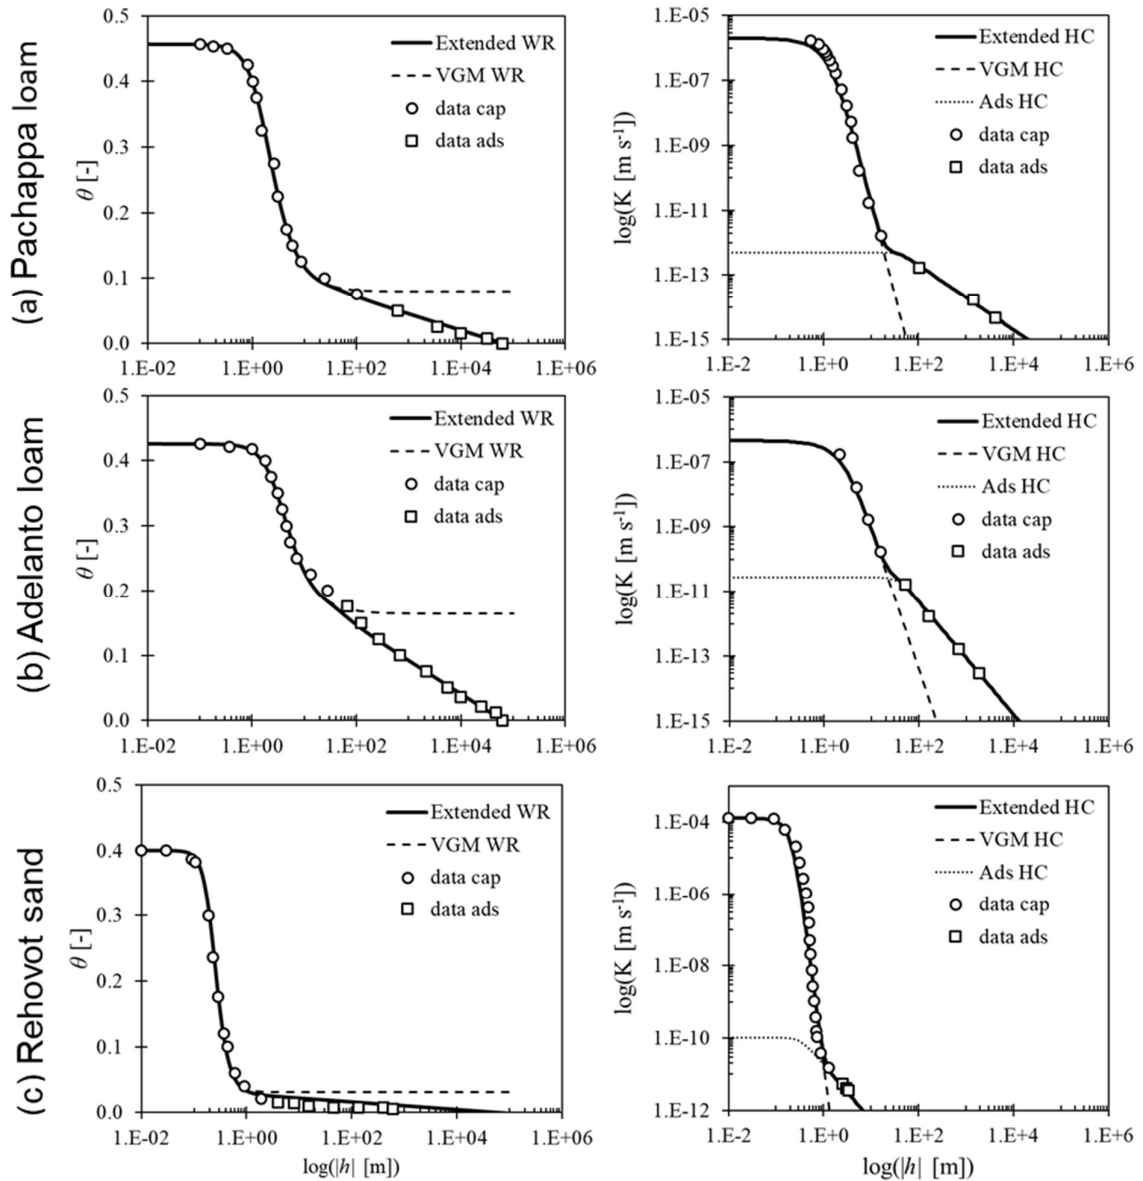 (a) Pachappa loam
0.5
0.4
0.3
0.2
0.1
0.0
θ [-]
Extended WR
VGM WR
data cap
data ads
1.E-02 1.E+00 1.E+02 1.E+04 1.E+06
1.E-05
1.E-07
1.E-09
1.E-11
1.E-13
1.E-15
log(K [m s⁻¹])
Extended HC
VGM HC
Ads HC
data cap
data ads
1.E-2 1.E+0 1.E+2 1.E+4 1.E+6
(b) Adelanto loam
0.5
0.4
0.3
0.2
0.1
0.0
θ [-]
Extended WR
VGM WR
data cap
data ads
1.E-02 1.E+00 1.E+02 1.E+04 1.E+06
1.E-05
1.E-07
1.E-09
1.E-11
1.E-13
1.E-15
log(K [m s⁻¹])
Extended HC
VGM HC
Ads HC
data cap
data ads
1.E-2 1.E+0 1.E+2 1.E+4 1.E+6
(c) Rehovot sand
0.5
0.4
0.3
0.2
0.1
0.0
θ [-]
Extended WR
VGM WR
data cap
data ads
1.E-02 1.E+00 1.E+02 1.E+04 1.E+06
log(|h| [m])
1.E-04
1.E-06
1.E-08
1.E-10
1.E-12
log(K [m s⁻¹])
Extended HC
VGM HC
Ads HC
data cap
data ads
1.E-2 1.E+0 1.E+2 1.E+4 1.E+6
log(|h| [m])